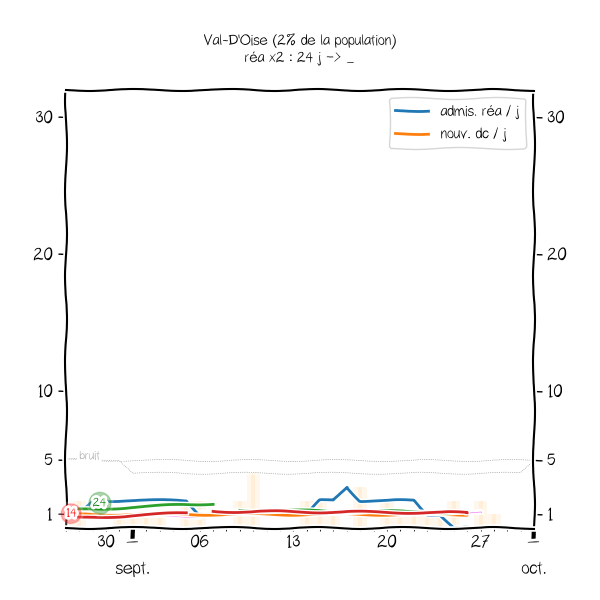 Val-D'Oise (2% de la population)
réa x2 : 24 j -> _
admis. réa / j
nouv. dc / j
30
30
20
20
10
10
5
bruit
5
24
14
1
1
30
06
13
20
27
sept.
oct.